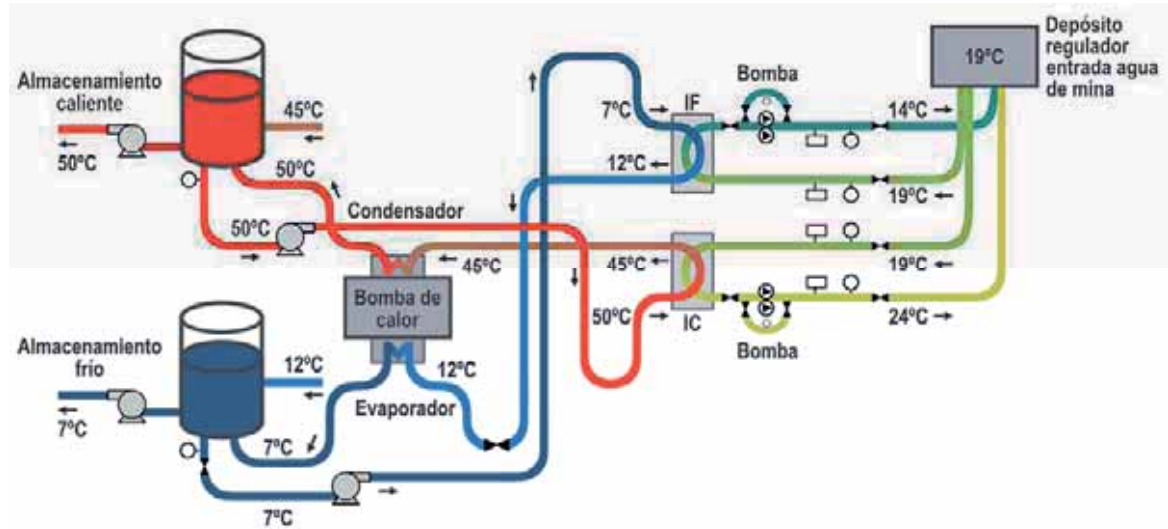 Almacenamiento
caliente
45ºC
50ºC
50ºC
50ºC
Condensador
45ºC
Bomba de
calor
Almacenamiento
frío
12ºC
7ºC
12ºC
Evaporador
7ºC
7ºC
7ºC
IF
12ºC
Bomba
14ºC
19ºC
19ºC
Depósito
regulador
entrada agua
de mina
45ºC
19ºC
50ºC
IC
24ºC
Bomba